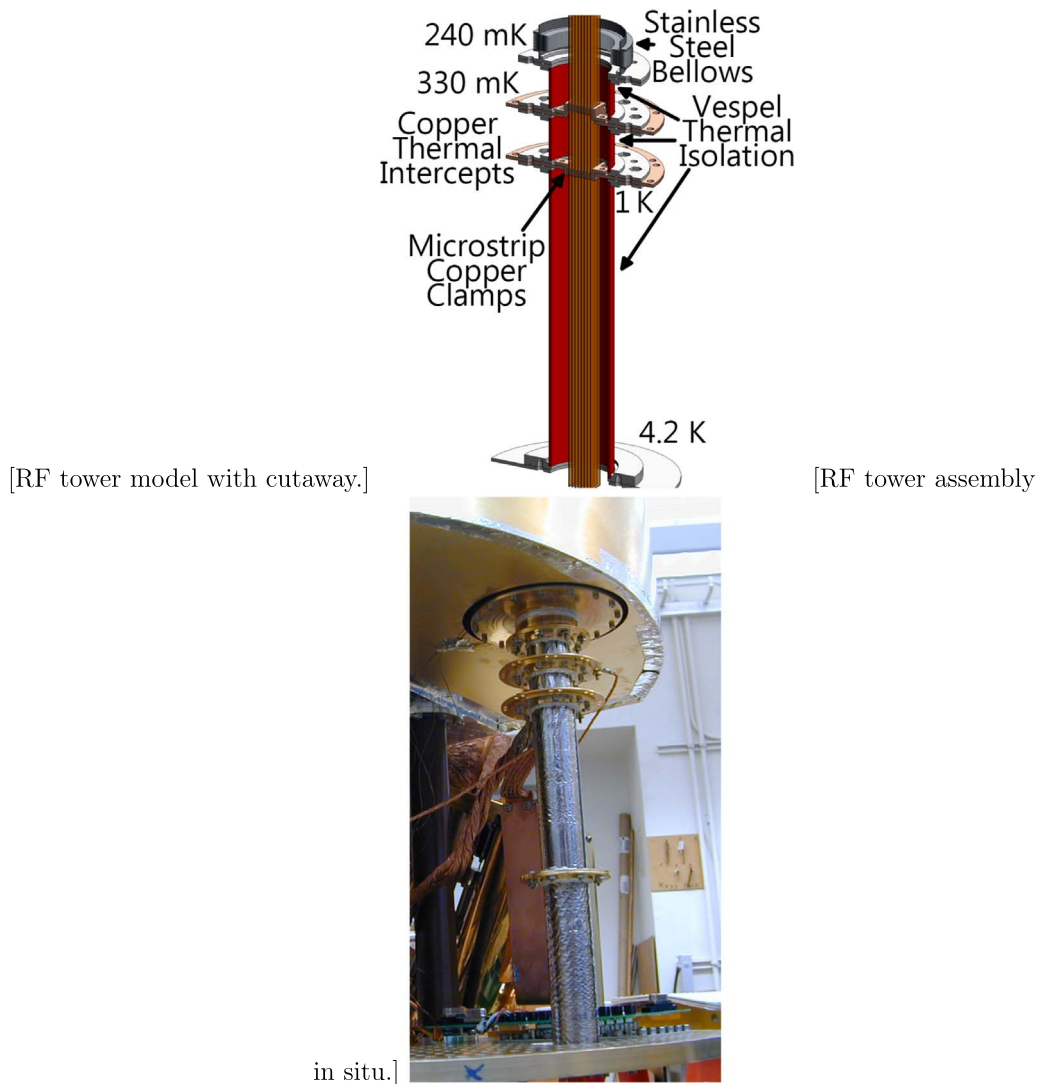 240 mK
Stainless
Steel
Bellows
330 mK
Vespel
Thermal
Isolation
Copper
Thermal
Intercepts
1 K
Microstrip
Copper
Clamps
4.2 K
[RF tower model with cutaway.]
[RF tower assembly
in situ.]